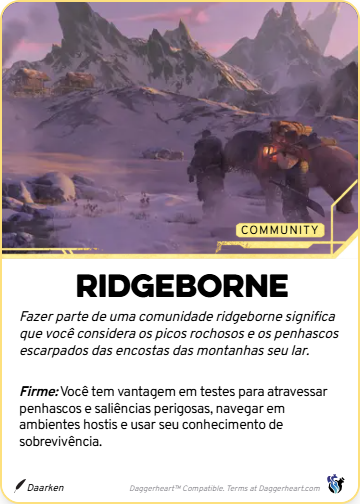 COMMUNITY
RIDGEBORNE
Fazer parte de uma comunidade ridgeborne significa
que você considera os picos rochosos e os penhascos
escarpados das encostas das montanhas seu lar.
Firme: Você tem vantagem em testes para atravessar
penhascos e saliências perigosas, navegar em
ambientes hostis e usar seu conhecimento de
sobrevivência.
Daarken
Daggerheart™ Compatible. Terms at Daggerheart.com